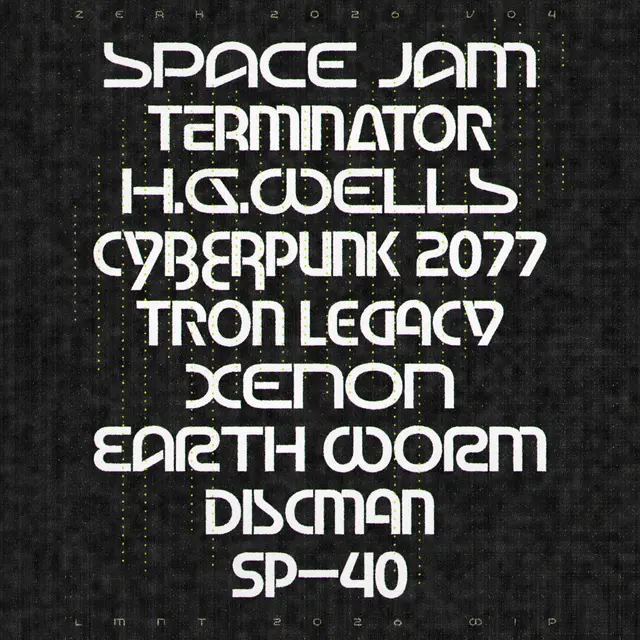 ZERK 2026 V04
SPACE JAM
TERMINATOR
H.G.WELLS
CYBERPUNK 2077
TRON LEGACY
XENON
EARTH WORM
DISCMAN
SP—40
LMNT 2026 WIP